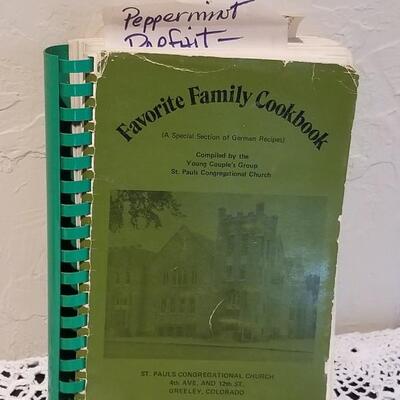 Peppermint
Favorite Family Cookbook
(A Special Section of German Recipes)
Compiled by the
Young Couple's Group
St. Pauls Congregational Church
ST. PAULS CONGREGATIONAL CHURCH
4th AVE. AND 12th ST.
GREELEY, COLORADO